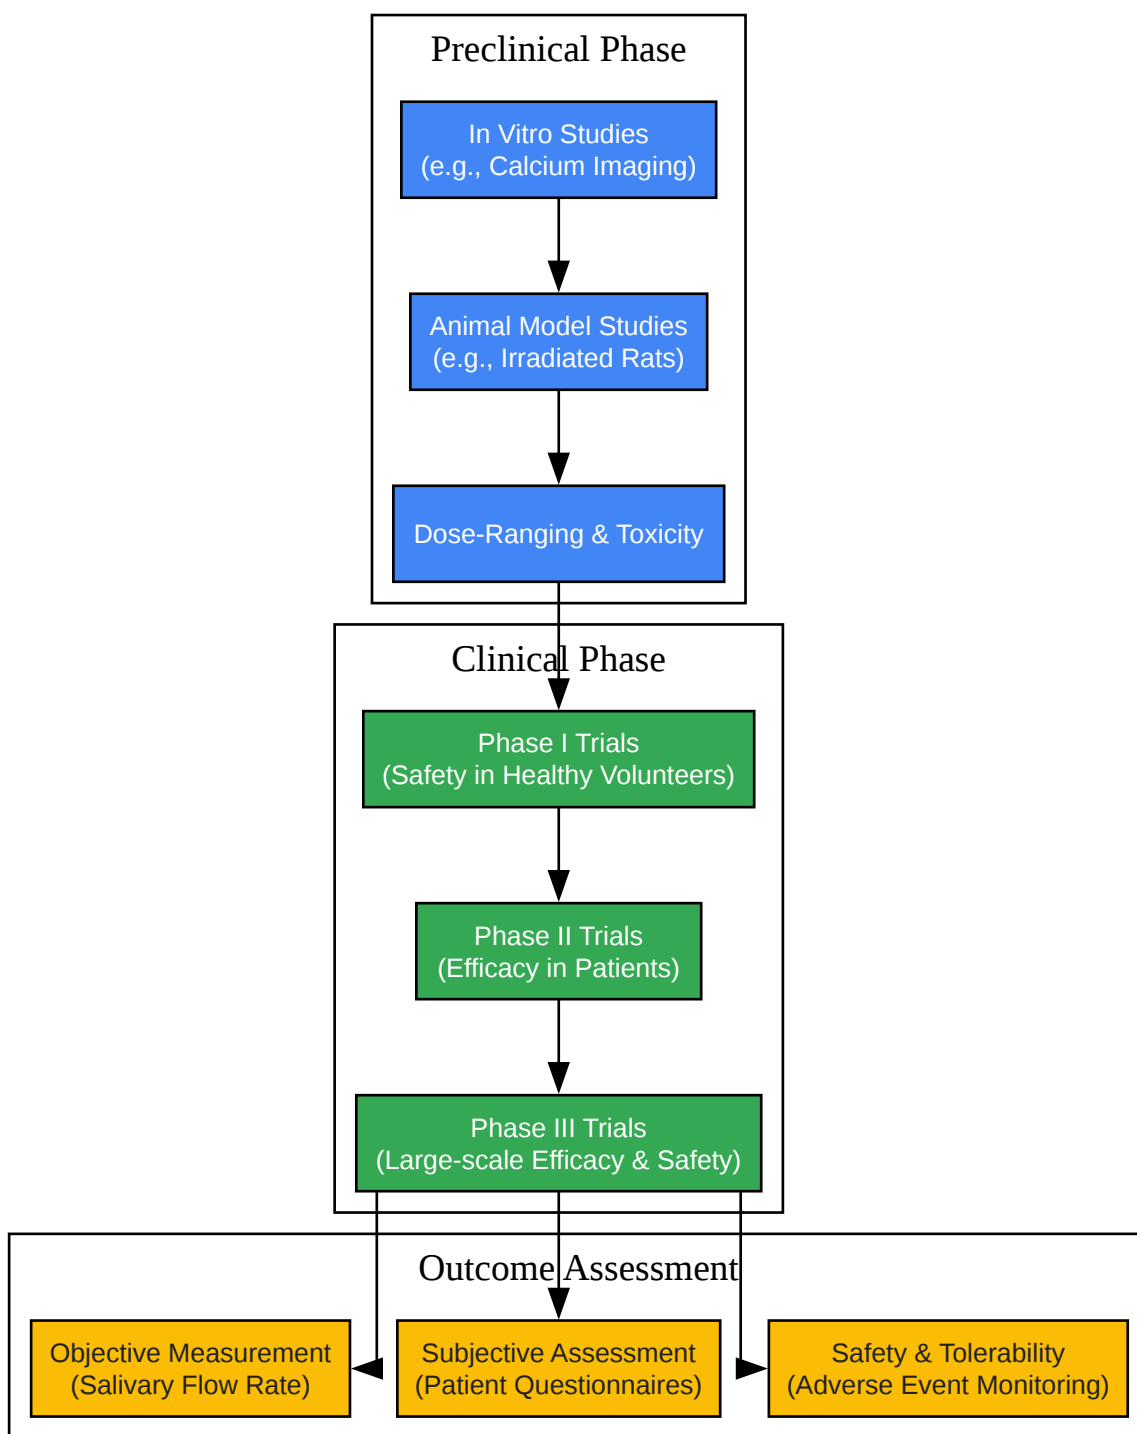 Preclinical Phase
In Vitro Studies
(e.g., Calcium Imaging)
Animal Model Studies
(e.g., Irradiated Rats)
Dose-Ranging & Toxicity
Clinical Phase
Phase I Trials
(Safety in Healthy Volunteers)
Phase II Trials
(Efficacy in Patients)
Phase III Trials
(Large-scale Efficacy & Safety)
Outcome Assessment
Objective Measurement
(Salivary Flow Rate)
Subjective Assessment
(Patient Questionnaires)
Safety & Tolerability
(Adverse Event Monitoring)